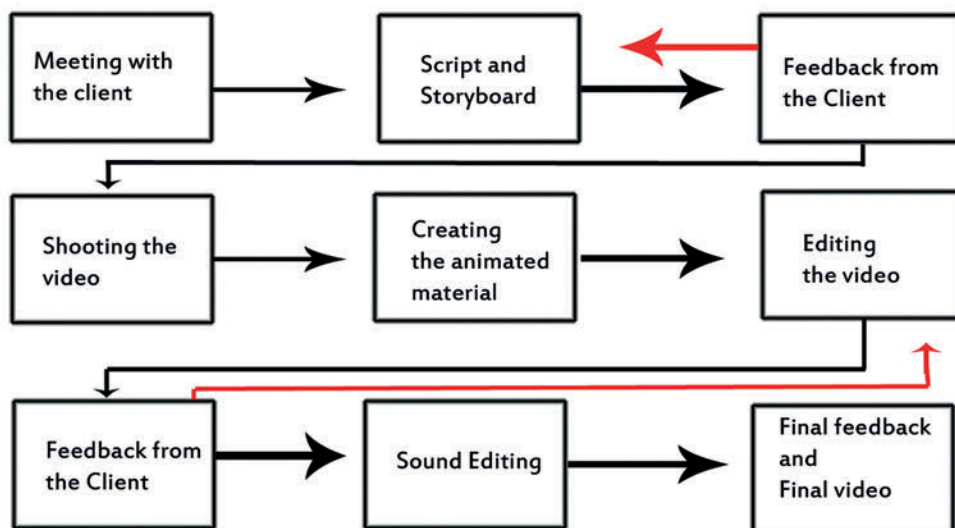 Meeting with
the client
Script and
Storyboard
Feedback from
the Client
Shooting the
video
Creating
the animated
material
Editing
the video
Feedback from
the Client
Sound Editing
Final feedback
and
Final video